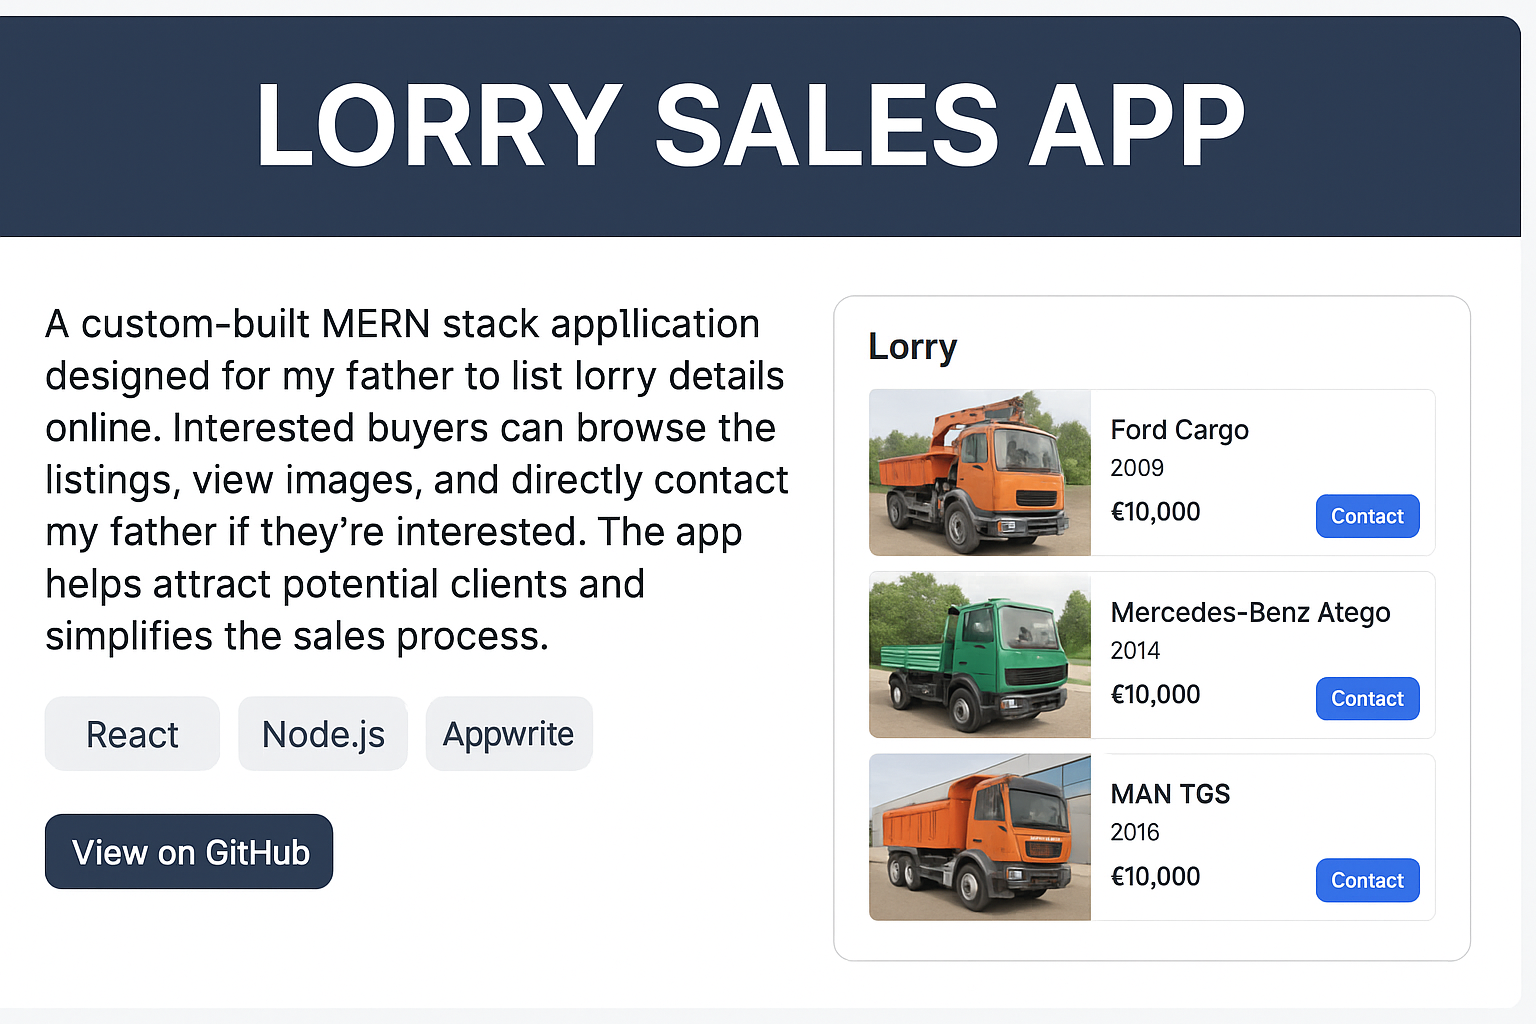 LORRY SALES APP
A custom-built MERN stack appllication
designed for my father to list lorry details
online. Interested buyers can browse the
listings, view images, and directly contact
my father if they’re interested. The app
helps attract potential clients and
simplifies the sales process.
React
Node.js
Appwrite
View on GitHub
Lorry
Ford Cargo
2009
€10,000
Contact
Mercedes-Benz Atego
2014
€10,000
Contact
MAN TGS
2016
€10,000
Contact